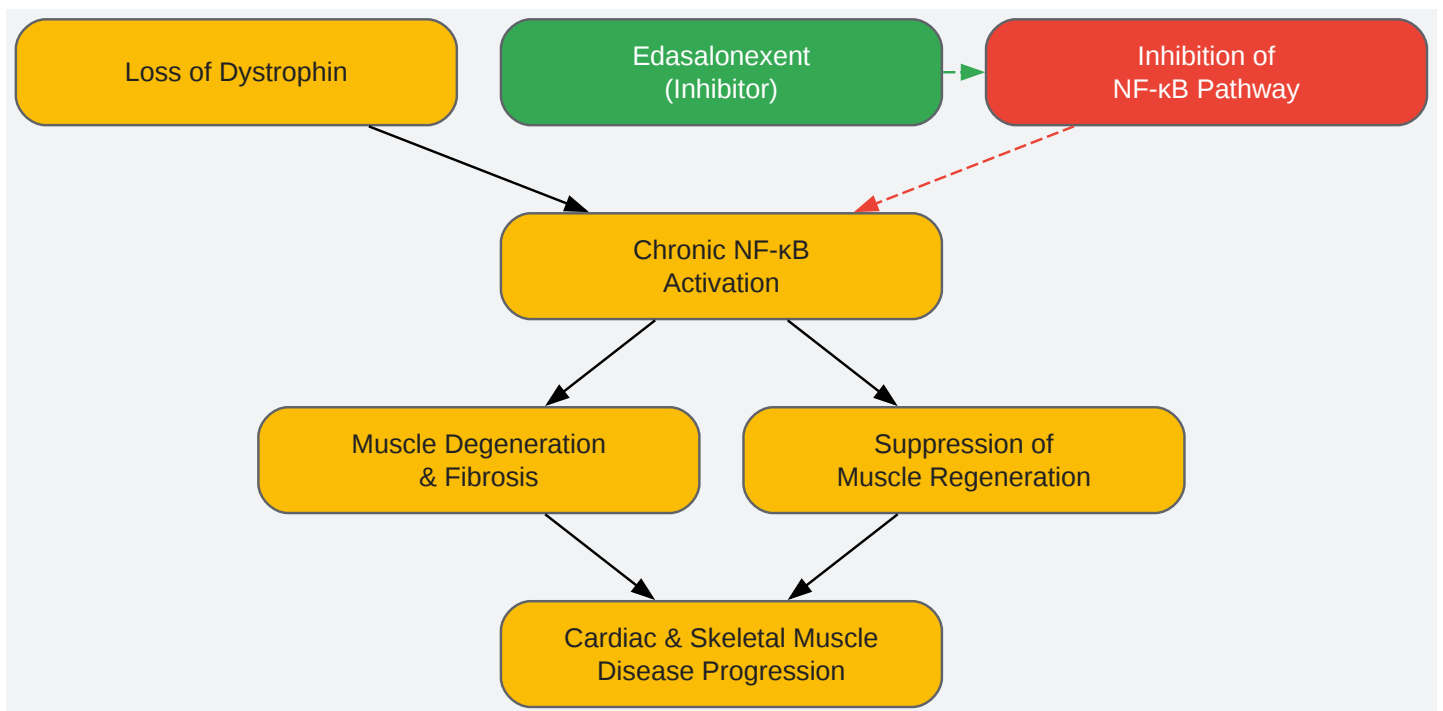 Loss of Dystrophin
Edasalonexent
(Inhibitor)
Inhibition of
NF-κB Pathway
Chronic NF-κB
Activation
Muscle Degeneration
& Fibrosis
Suppression of
Muscle Regeneration
Cardiac & Skeletal Muscle
Disease Progression